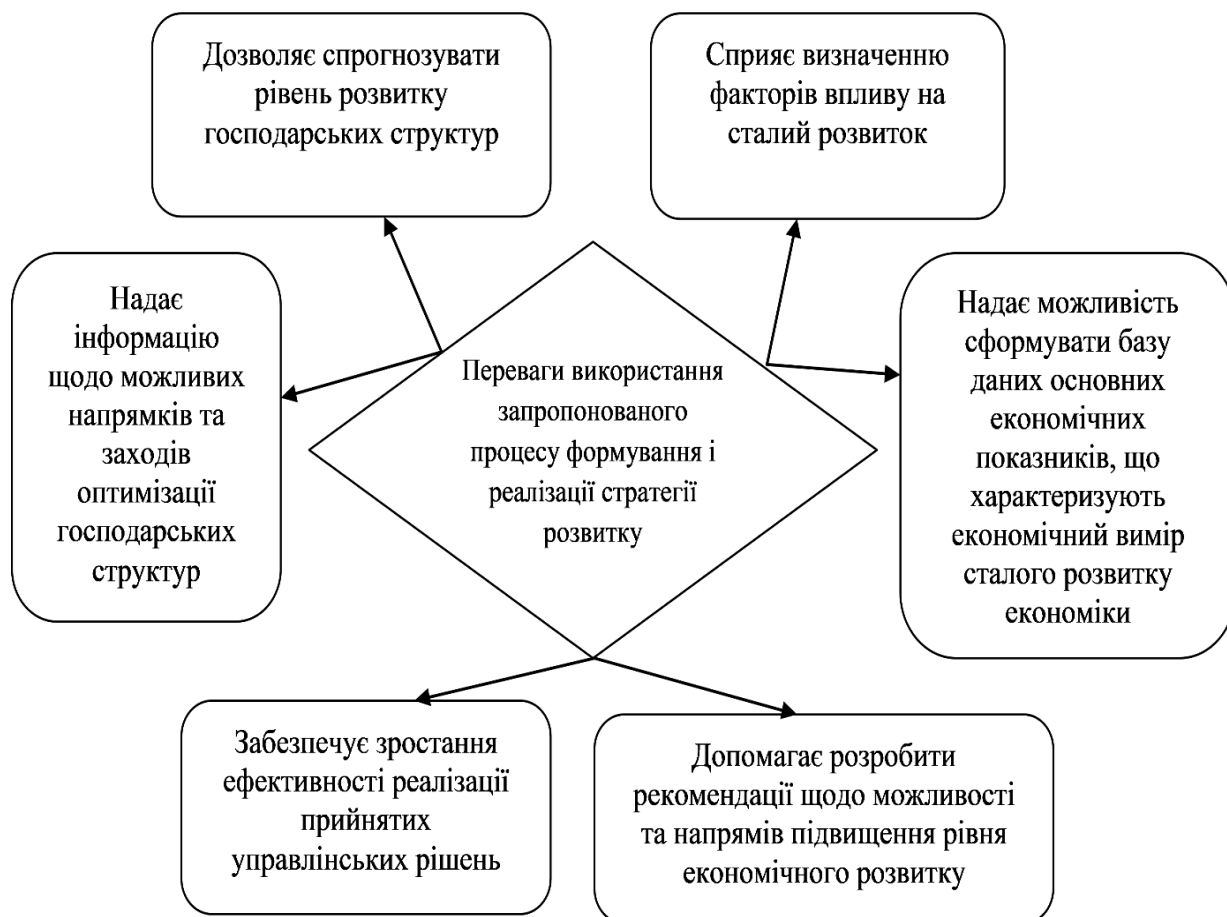 Дозволяє спрогнозувати
рівень розвитку
господарських структур
Сприяє визначенню
факторів впливу на
сталий розвиток
Надає
інформацію
щодо можливих
напрямків та
заходів
оптимізації
господарських
структур
Переваги використання
запропонованого
процесу формування і
реалізації стратегії
розвитку
Надає можливість
сформувати базу
даних основних
економічних
показників, що
характеризують
економічний вимір
сталого розвитку
економіки
Забезпечує зростання
ефективності реалізації
прийнятих
управлінських рішень
Допомагає розробити
рекомендації щодо можливості
та напрямів підвищення рівня
економічного розвитку